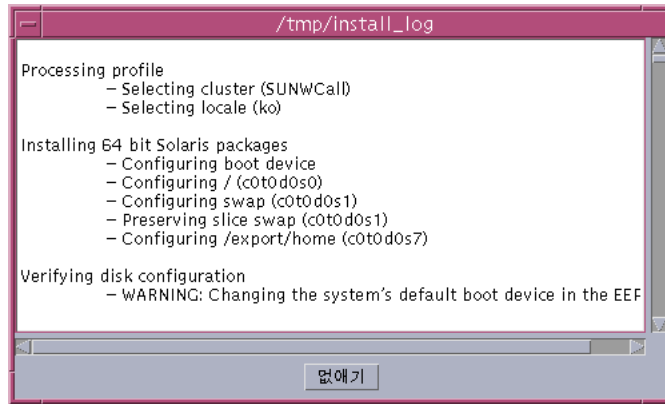 /tmp/install_log
Processing profile
– Selecting cluster (SUNWCall)
– Selecting locale (ko)
Installing 64 bit Solaris packages
– Configuring boot device
– Configuring / (c0t0d0s0)
– Configuring swap (c0t0d0s1)
– Preserving slice swap (c0t0d0s1)
– Configuring /export/home (c0t0d0s7)
Verifying disk configuration
– WARNING: Changing the system's default boot device in the EEF
없애기